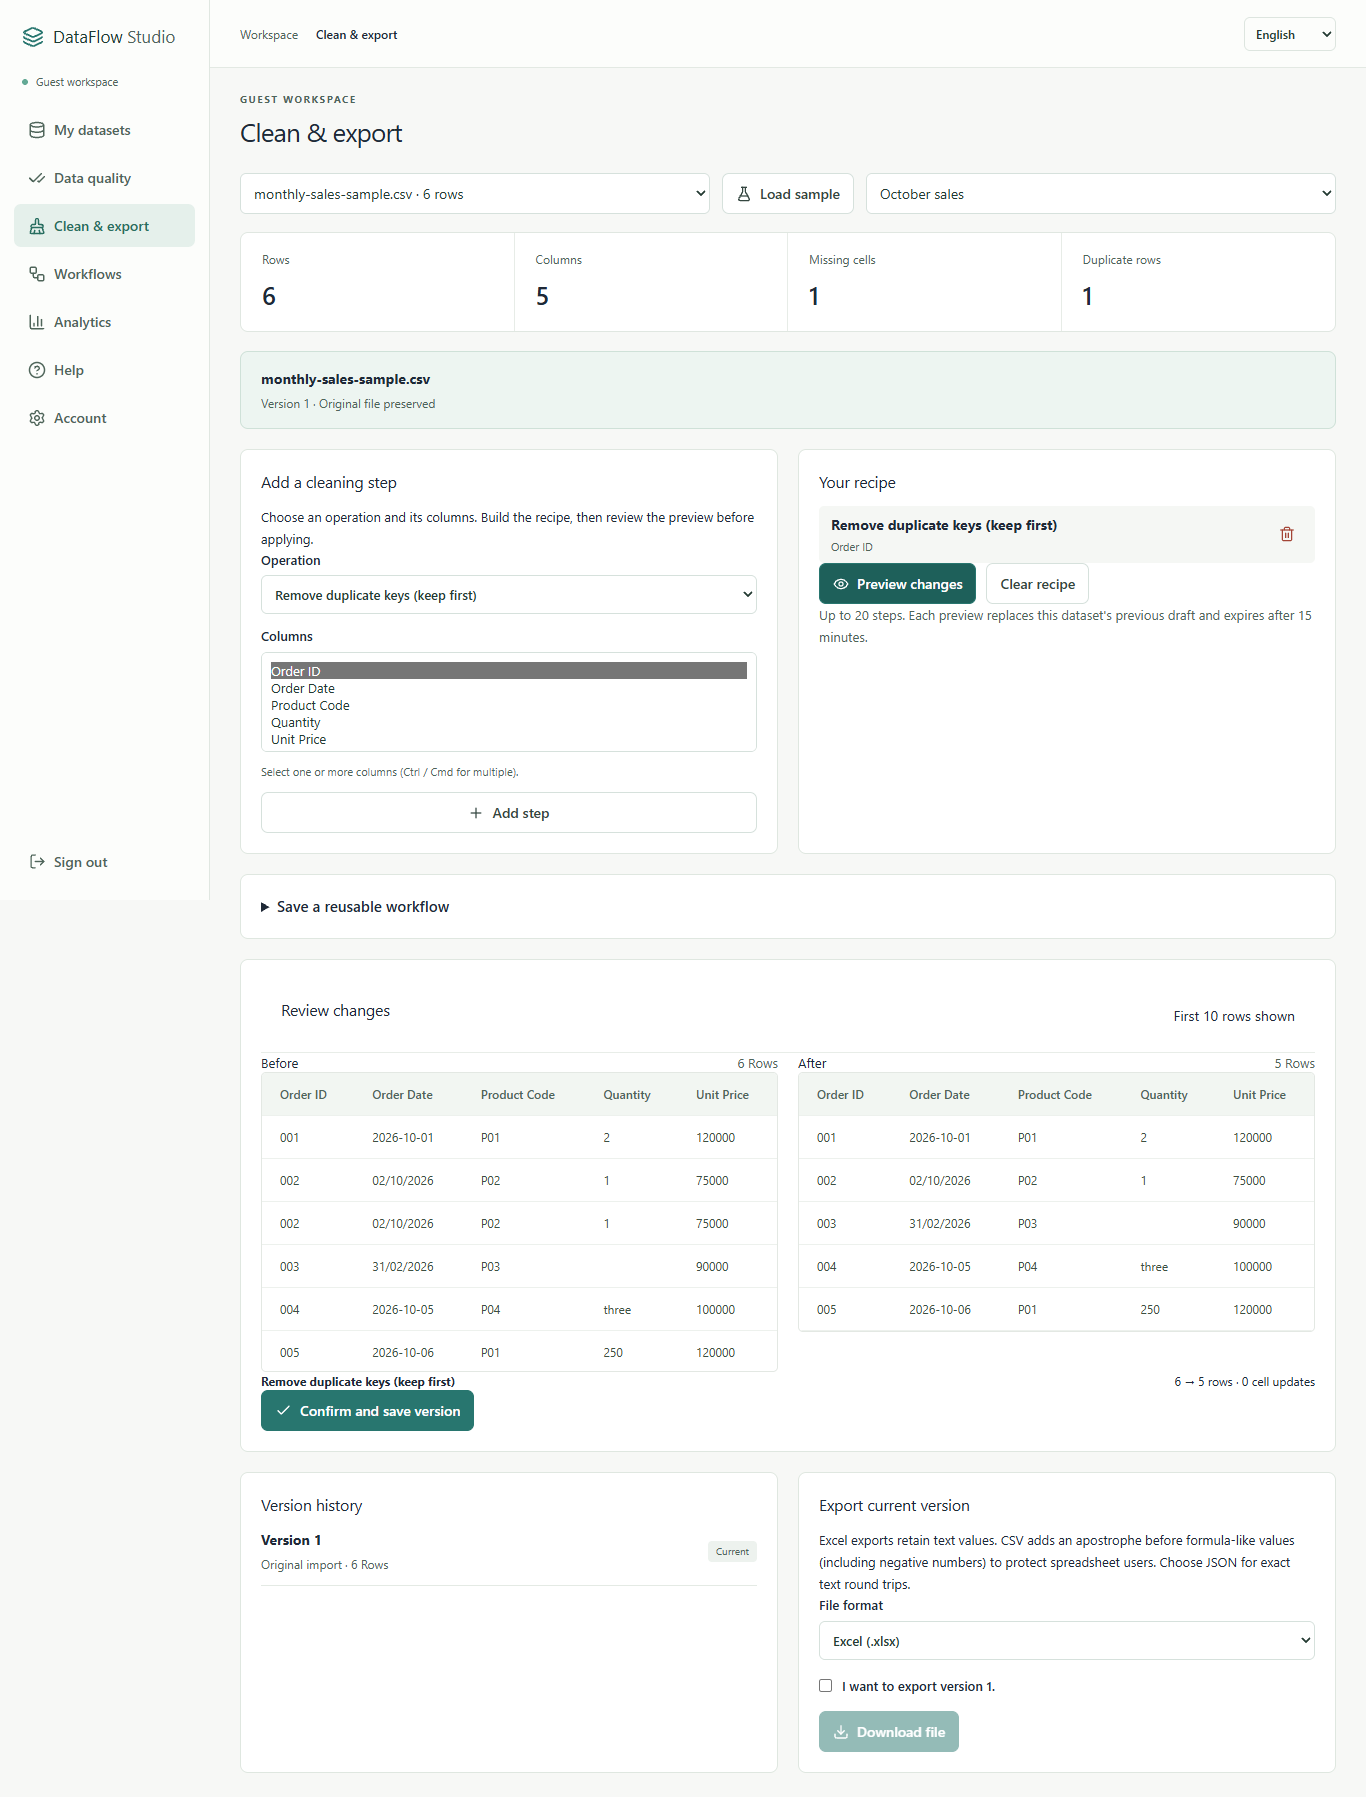 DataFlow Studio
Guest workspace
My datasets
Data quality
Clean & export
Workflows
Analytics
Help
Account
Sign out
Workspace Clean & export
English
GUEST WORKSPACE
Clean & export
monthly-sales-sample.csv · 6 rows
Load sample
October sales
Rows
6
Columns
5
Missing cells
1
Duplicate rows
1
monthly-sales-sample.csv
Version 1 · Original file preserved
Add a cleaning step
Choose an operation and its columns. Build the recipe, then review the preview before
applying.
Operation
Remove duplicate keys (keep first)
Columns
Order ID
Order Date
Product Code
Quantity
Unit Price
Select one or more columns (Ctrl / Cmd for multiple).
Add step
Your recipe
Remove duplicate keys (keep first)
Order ID
Preview changes
Clear recipe
Up to 20 steps. Each preview replaces this dataset's previous draft and expires after 15
minutes.
Save a reusable workflow
Review changes
First 10 rows shown
Before 6 Rows
Order ID Order Date Product Code Quantity Unit Price
001 2026-10-01 P01 2 120000
002 02/10/2026 P02 1 75000
002 02/10/2026 P02 1 75000
003 31/02/2026 P03 90000
004 2026-10-05 P04 three 100000
005 2026-10-06 P01 250 120000
After 5 Rows
Order ID Order Date Product Code Quantity Unit Price
001 2026-10-01 P01 2 120000
002 02/10/2026 P02 1 75000
003 31/02/2026 P03 90000
004 2026-10-05 P04 three 100000
005 2026-10-06 P01 250 120000
Remove duplicate keys (keep first)
6 → 5 rows · 0 cell updates
Confirm and save version
Version history
Version 1
Original import · 6 Rows
Current
Export current version
Excel exports retain text values. CSV adds an apostrophe before formula-like values
(including negative numbers) to protect spreadsheet users. Choose JSON for exact
text round trips.
File format
Excel (.xlsx)
I want to export version 1.
Download file